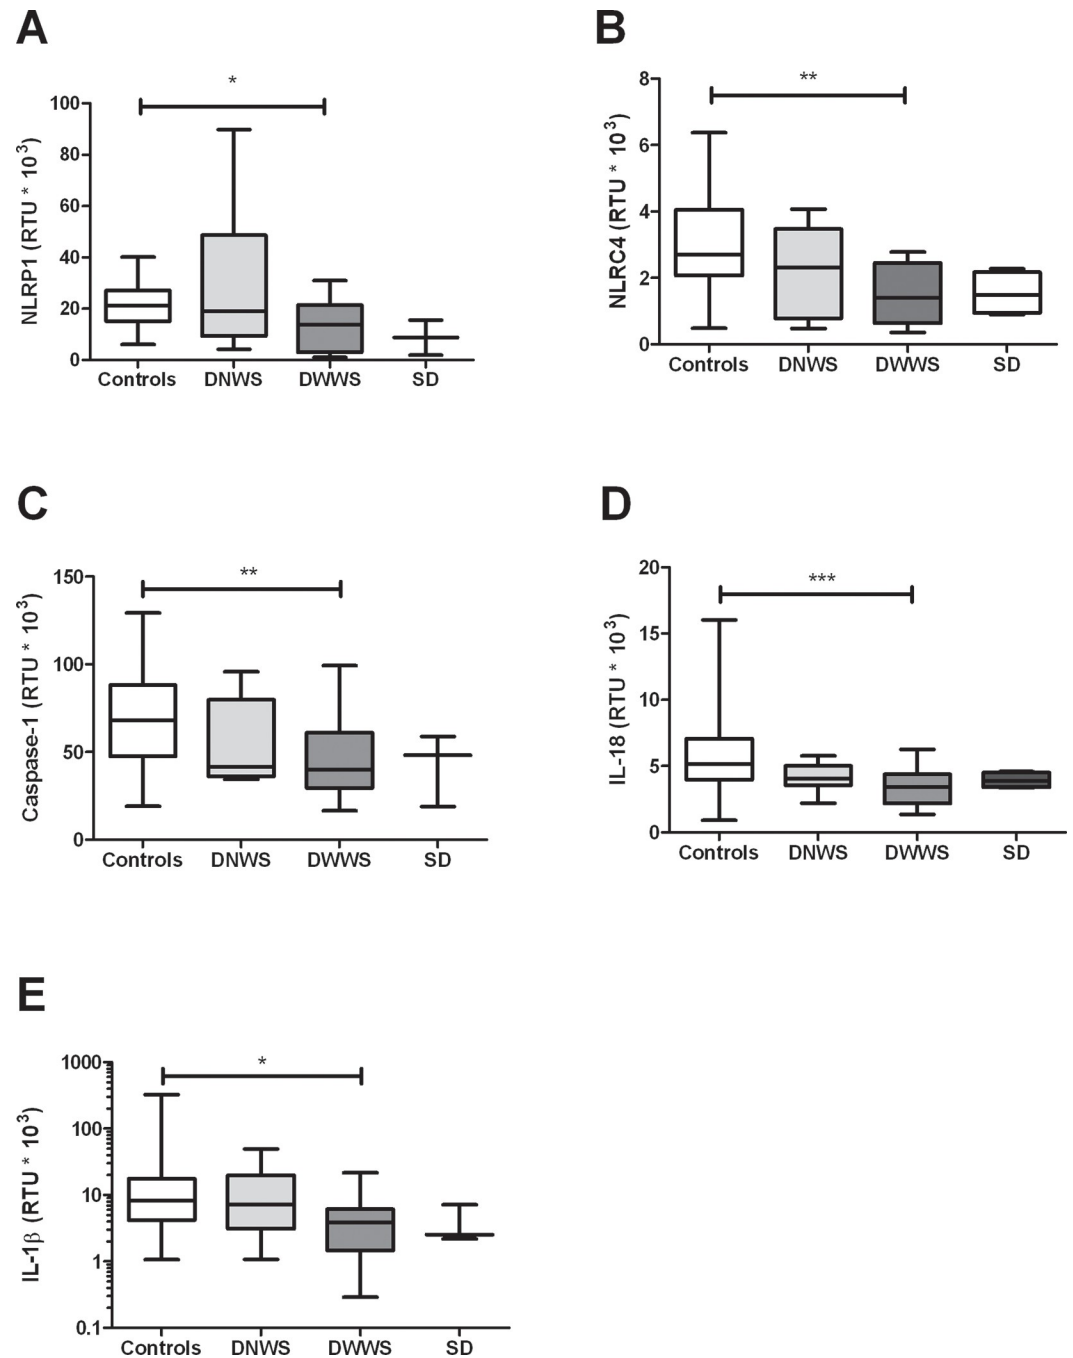 A
*
NLRP1 (RTU * 10³)
100
80
60
40
20
0
Controls DNWS DWWS SD
B
**
NLRC4 (RTU * 10³)
8
6
4
2
0
Controls DNWS DWWS SD
C
**
Caspase-1 (RTU * 10³)
150
100
50
0
Controls DNWS DWWS SD
D
***
IL-18 (RTU * 10³)
20
15
10
5
0
Controls DNWS DWWS SD
E
*
IL-1β (RTU * 10³)
1000
100
10
1
0.1
Controls DNWS DWWS SD